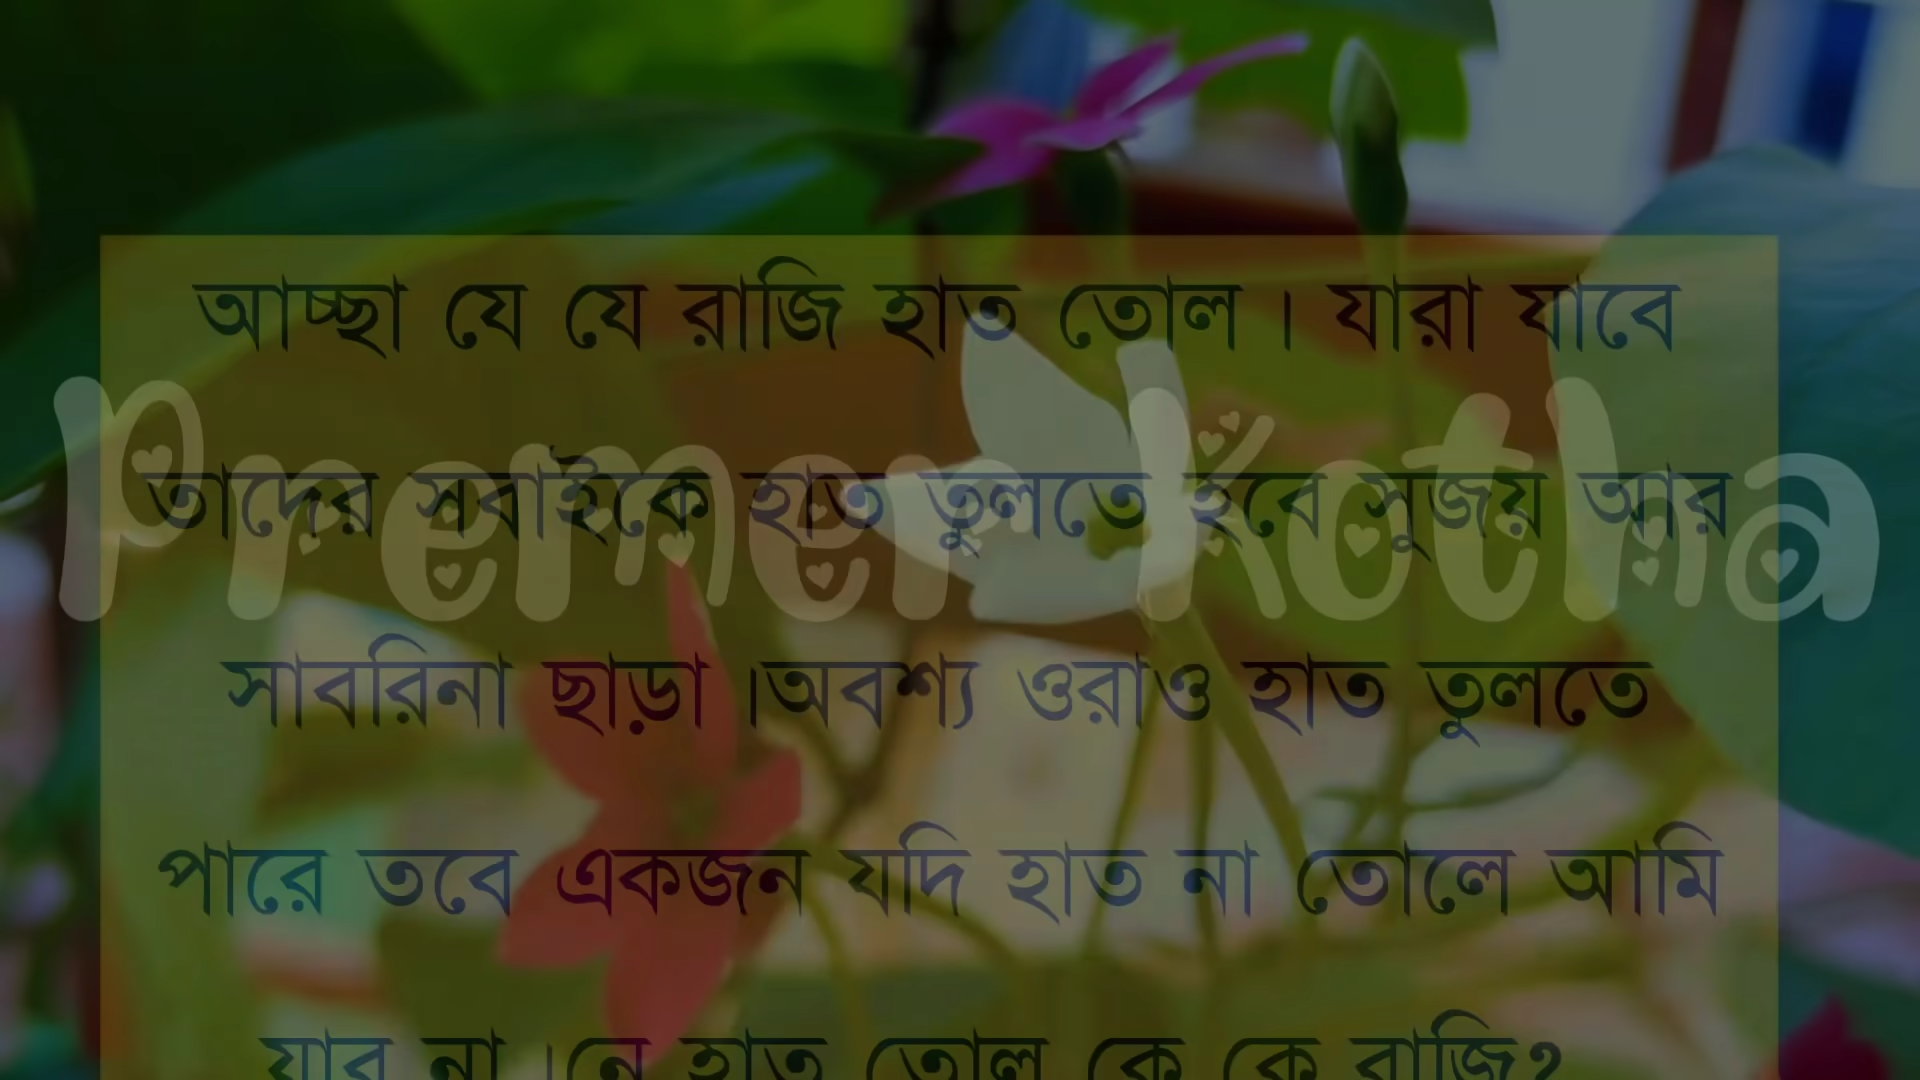 আচ্ছা যে যে রাজি হাত তোল । যারা যাবে
Premer Kotha
তাদের সবাইকে হাত তুলতে হবে সুজয় আর
সাবরিনা ছাড়া ।অবশ্য ওরাও হাত তুলতে
পারে তবে একজন যদি হাত না তোলে আমি
যাব না ।নে হাত তোল কে কে রাজি?